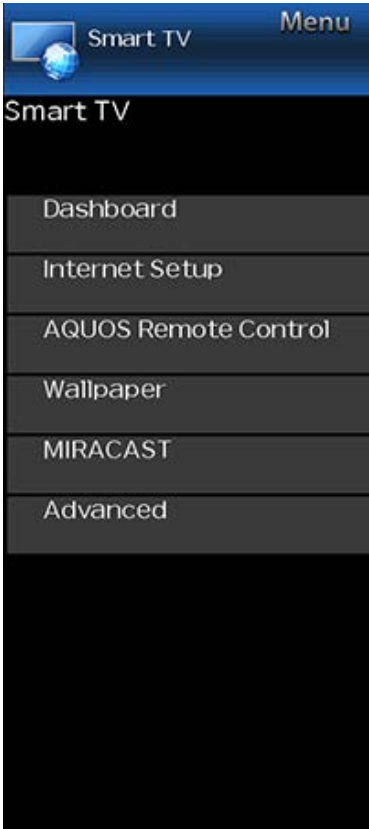 Smart TV
Menu
Smart TV
Dashboard
Internet Setup
AQUOS Remote Control
Wallpaper
MIRACAST
Advanced